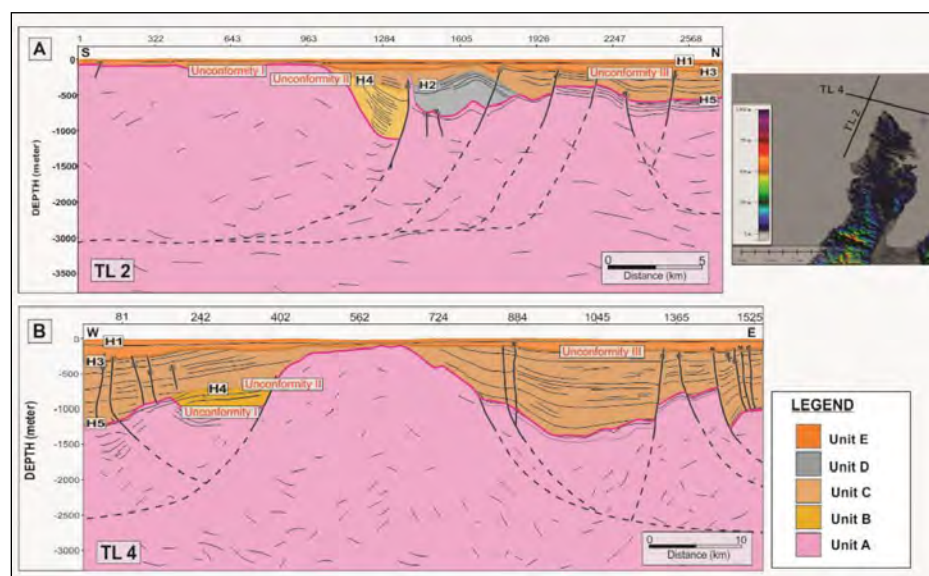 A
1 322 643 963 1284 1605 1926 2247 2568
S N
0
-500
-1000
-1500
-2000
-2500
-3000
-3500
DEPTH (meter)
Unconformity I
Unconformity II
H4
H2
Unconformity III
H1
H3
H5
TL 2
0 5
Distance (km)
TL 4
TL 2
B
81 242 402 562 724 884 1045 1365 1525
W E
0
-500
-1000
-1500
-2000
-2500
-3000
DEPTH (meter)
H1
H3
H4
Unconformity II
Unconformity I
H5
Unconformity III
TL 4
0 10
Distance (km)
LEGEND
Unit E
Unit D
Unit C
Unit B
Unit A